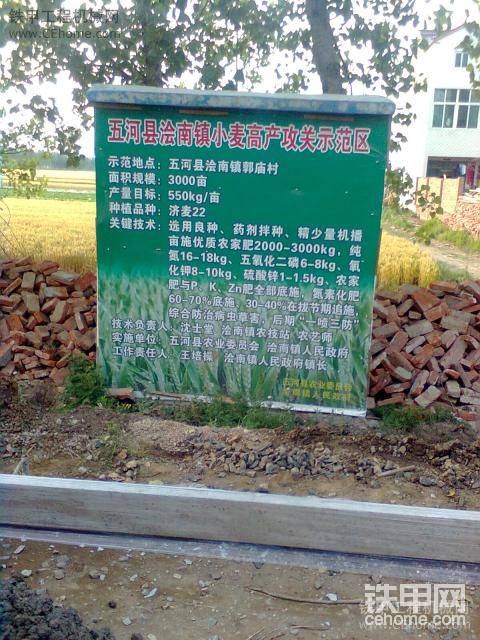 铁甲工程机械网
www.CEhome.com
五河县浍南镇小麦高产攻关示范区
示范地点：五河县浍南镇郭庙村
面积规模：3000亩
产量目标：550kg/亩
种植品种：济麦22
关键技术：选用良种、药剂拌种、精少量机播
亩施优质农家肥2000-3000kg，纯
氮16-18kg、五氧化二磷6-8kg、氧
化钾8-10kg、硫酸锌1-1.5kg、农家
肥与P、K、Zn肥全部底施，氮素化肥
60-70%底施、30-40%在拔节期追施，
综合防治病虫草害、后期“一喷三防”
技术负责人：沈士堂 浍南镇农技站 农艺师
实施单位：五河县农业委员会 浍南镇人民政府
工作责任人：王培操 浍南镇人民政府镇长
五河县农业委员会
浍南镇人民政府
铁甲网
cehome.com